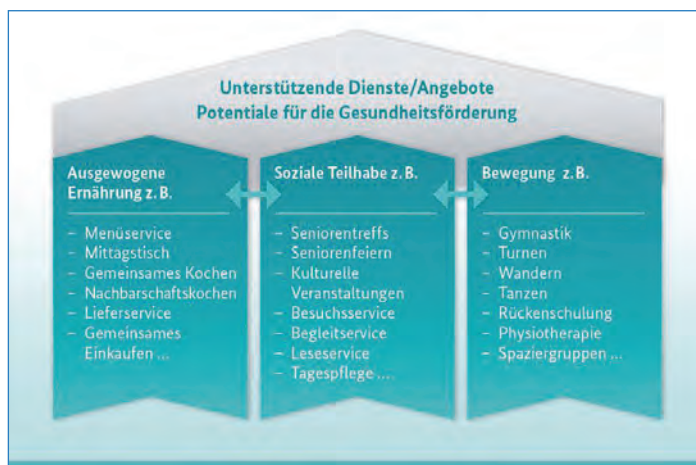 Unterstützende Dienste/Angebote
Potentiale für die Gesundheitsförderung
Ausgewogene
Ernährung z. B.
– Menüservice
– Mittagstisch
– Gemeinsames Kochen
– Nachbarschaftskochen
– Lieferservice
– Gemeinsames
Einkaufen ...
Soziale Teilhabe z. B.
– Seniorentreffs
– Seniorenfeiern
– Kulturelle
Veranstaltungen
– Besuchsservice
– Begleitservice
– Leseservice
– Tagespflege ....
Bewegung z. B.
– Gymnastik
– Turnen
– Wandern
– Tanzen
– Rückenschulung
– Physiotherapie
– Spaziergruppen ...